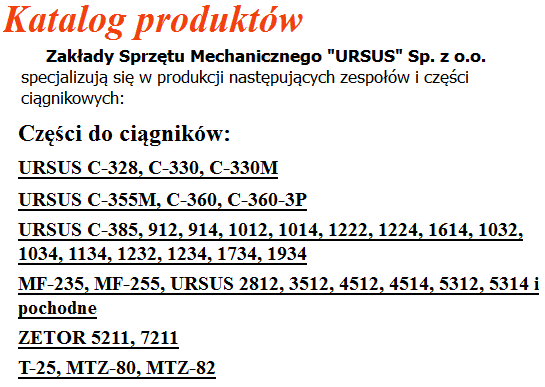 Katalog produktów
Zakłady Sprzętu Mechanicznego "URSUS" Sp. z o.o.
specjalizują się w produkcji następujących zespołów i części
ciągnikowych:
Części do ciągników:
URSUS C-328, C-330, C-330M
URSUS C-355M, C-360, C-360-3P
URSUS C-385, 912, 914, 1012, 1014, 1222, 1224, 1614, 1032,
1034, 1134, 1232, 1234, 1734, 1934
MF-235, MF-255, URSUS 2812, 3512, 4512, 4514, 5312, 5314 i
pochodne
ZETOR 5211, 7211
T-25, MTZ-80, MTZ-82